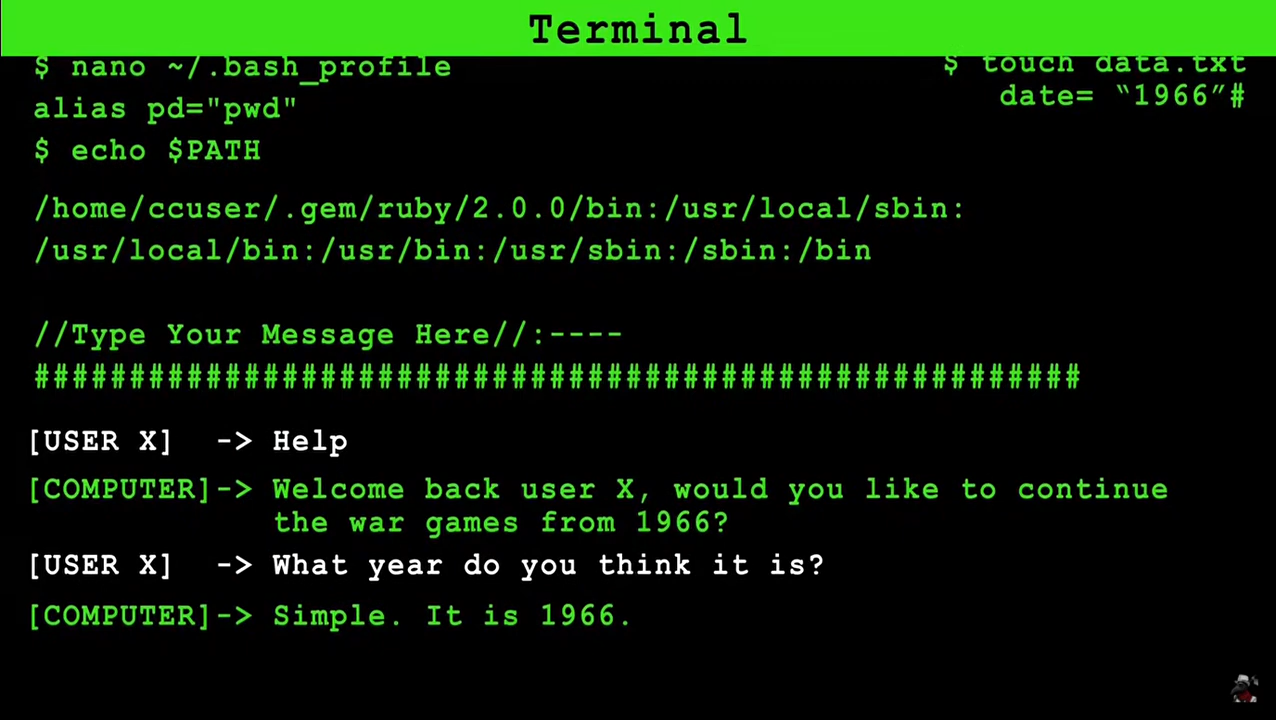 Terminal
$ nano ~/.bash_profile
$ touch data.txt
date= “1966”#
alias pd="pwd"
$ echo $PATH
/home/ccuser/.gem/ruby/2.0.0/bin:/usr/local/sbin:
/usr/local/bin:/usr/bin:/usr/sbin:/sbin:/bin
//Type Your Message Here//:----
#######################################################
[USER X] -> Help
[COMPUTER]-> Welcome back user X, would you like to continue
the war games from 1966?
[USER X] -> What year do you think it is?
[COMPUTER]-> Simple. It is 1966.